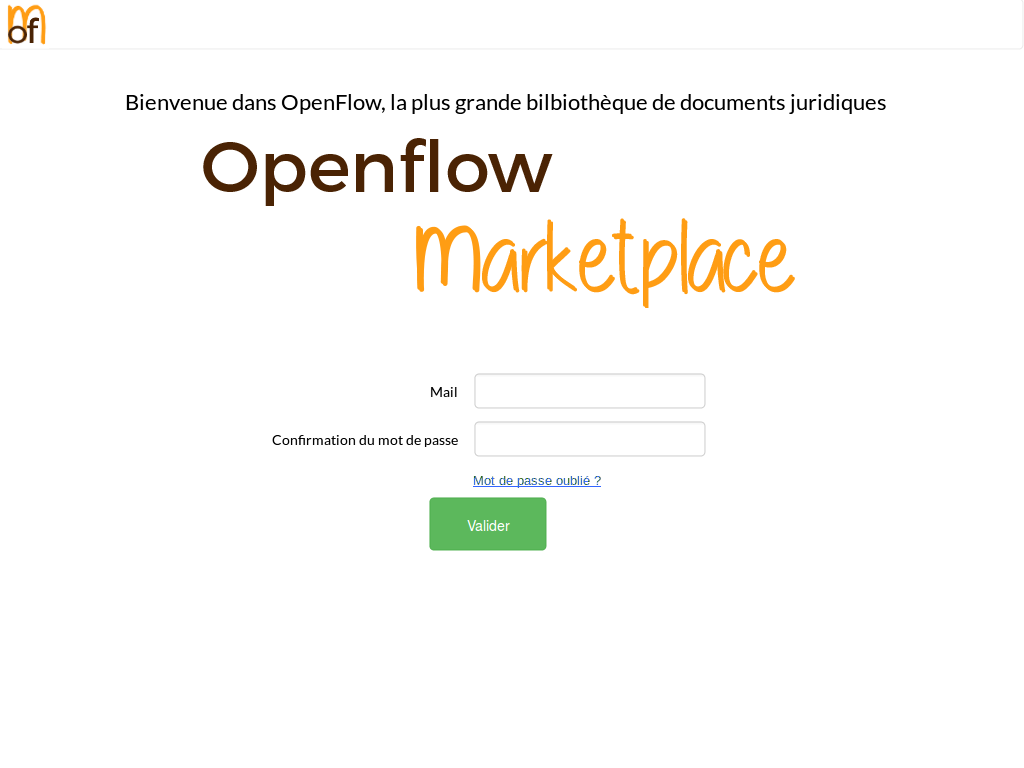 mof
Bienvenue dans OpenFlow, la plus grande bilbiothèque de documents juridiques
Openflow
marketplace
Mail
Confirmation du mot de passe
Mot de passe oublié ?
Valider